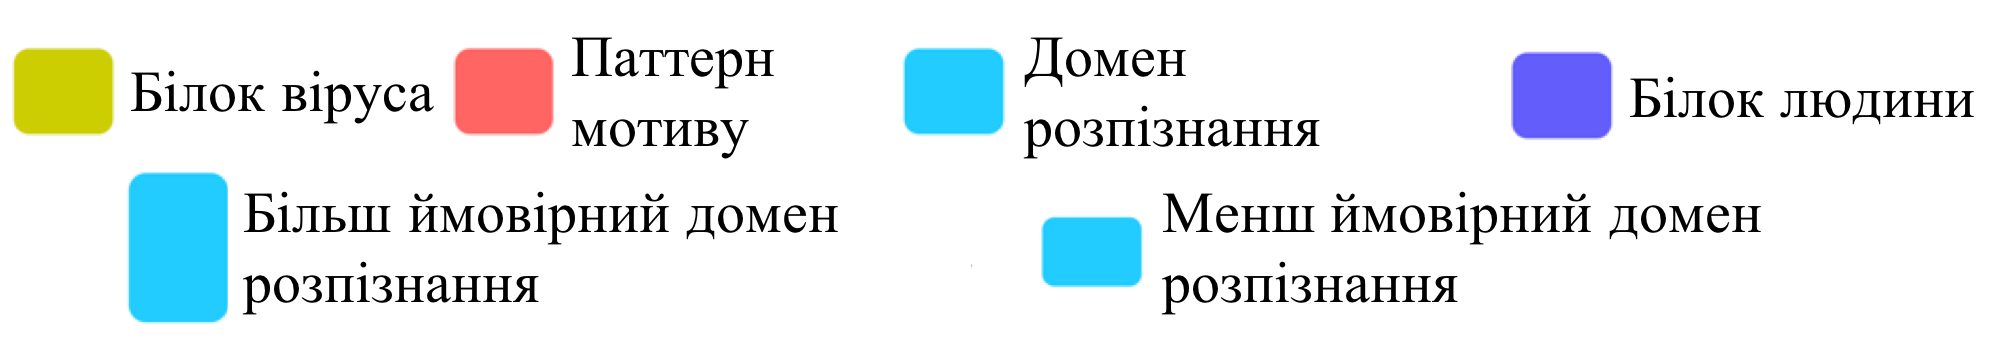 Білок віруса
Паттерн
мотиву
Домен
розпізнання
Білок людини
Більш ймовірний домен
розпізнання
Менш ймовірний домен
розпізнання